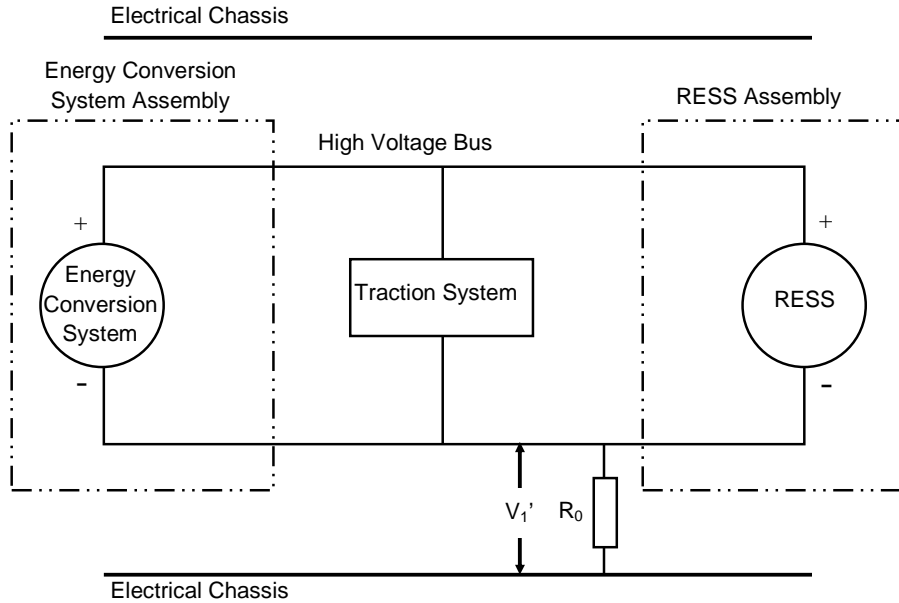 Electrical Chassis
Energy Conversion
System Assembly
RESS Assembly
High Voltage Bus
+
+
Energy
Conversion
System
Traction System
RESS
-
-
V₁’
R₀
Electrical Chassis